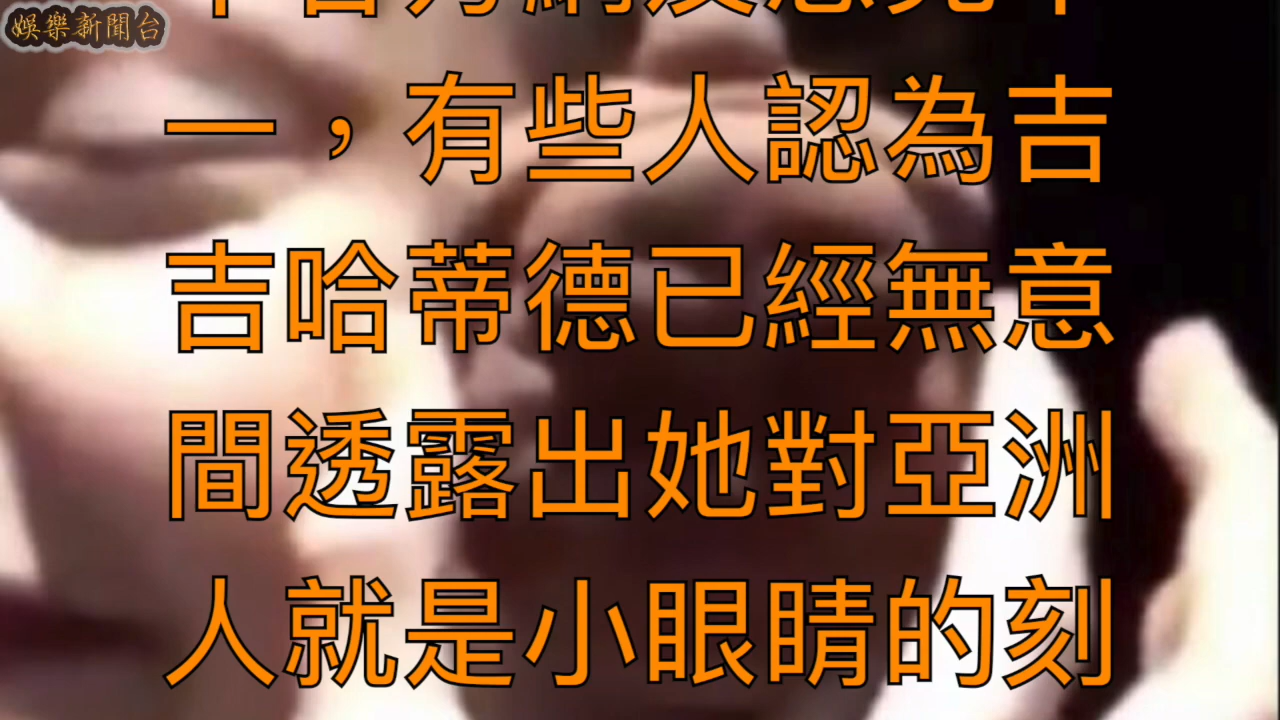 娛樂新聞台
一，有些人認為吉
吉哈蒂德已經無意
間透露出她對亞洲
人就是小眼睛的刻